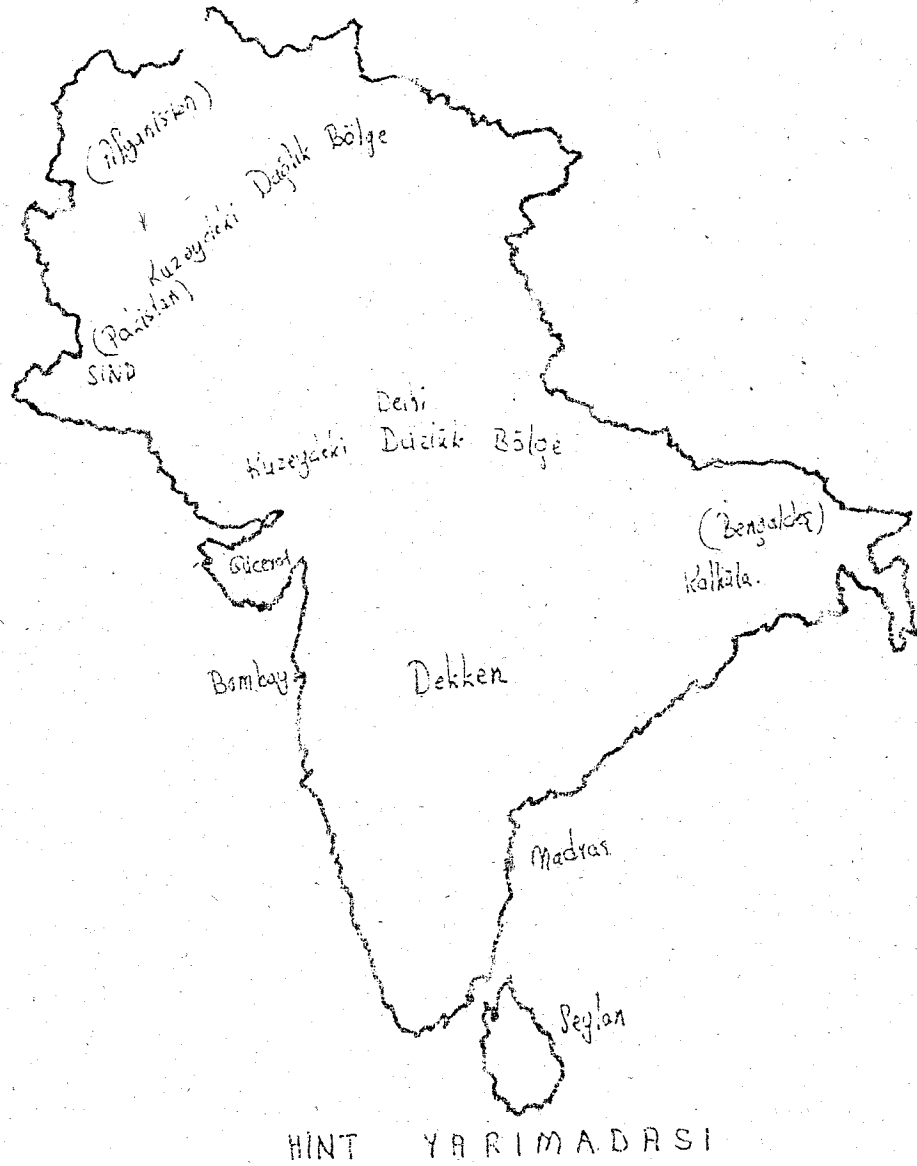 (Afganistan)
Kuzeydeki Dağlık Bölge
(Pakistan)
SİND
Delhi
Kuzeydeki Düzlük Bölge
(Bengaldeş)
Gücerat
Kalküta.
Bombay
Dekken
Madras
Seylan
HİNT YARIMADASI